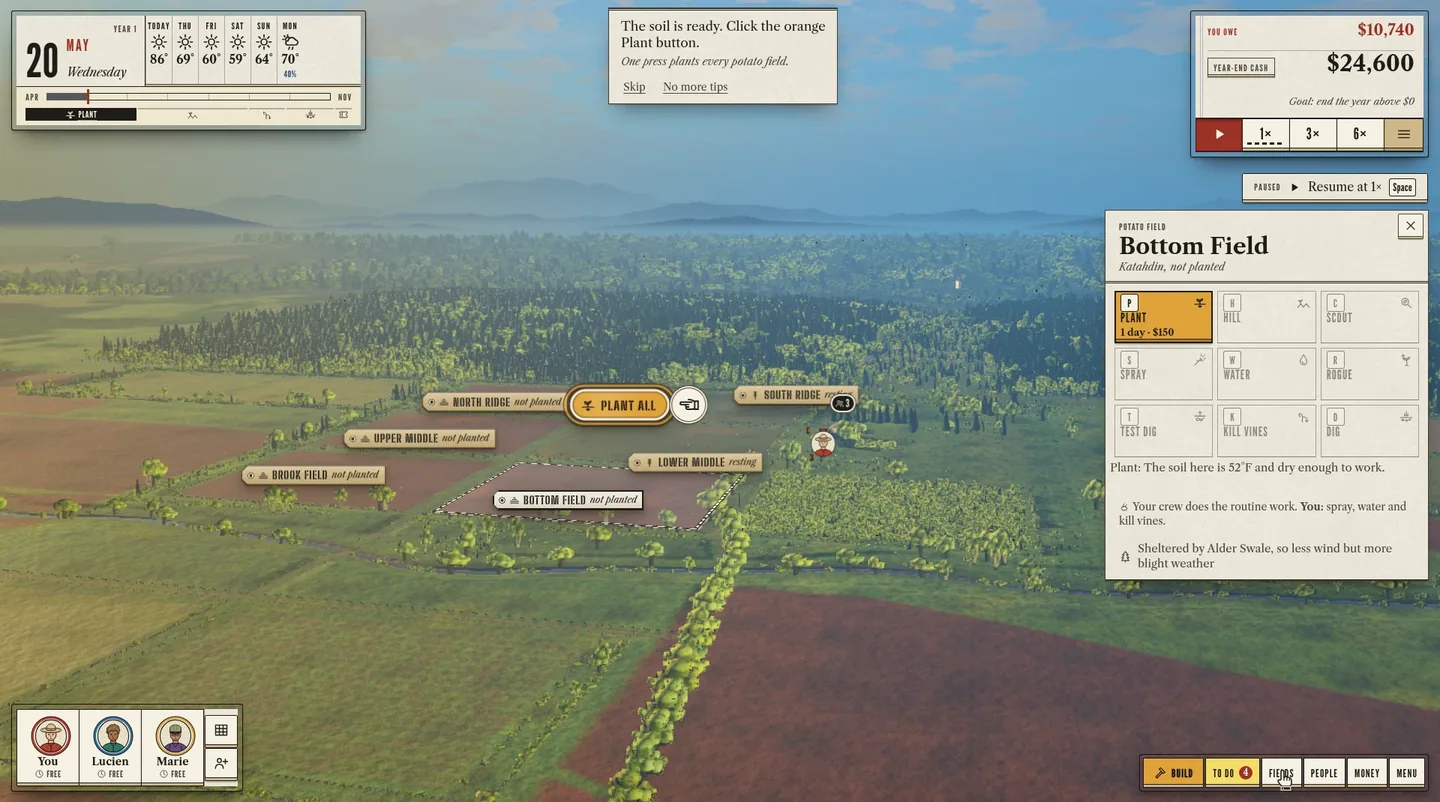 YEAR 1
20 MAY
Wednesday
TODAY THU FRI SAT SUN MON
86° 69° 60° 59° 64° 70°
40%
APR NOV
PLANT
The soil is ready. Click the orange
Plant button.
One press plants every potato field.
Skip No more tips
YOU OWE $10,740
YEAR-END CASH $24,600
Goal: end the year above $0
1× 3× 6×
PAUSED Resume at 1× Space
POTATO FIELD
Bottom Field
Katahdin, not planted
P PLANT 1 day · $150
H HILL
C SCOUT
S SPRAY
W WATER
R ROGUE
T TEST DIG
K KILL VINES
D DIG
Plant: The soil here is 52°F and dry enough to work.
Your crew does the routine work. You: spray, water and
kill vines.
Sheltered by Alder Swale, so less wind but more
blight weather
NORTH RIDGE not planted
PLANT ALL
SOUTH RIDGE
3
UPPER MIDDLE not planted
LOWER MIDDLE resting
BROOK FIELD not planted
BOTTOM FIELD not planted
You Lucien Marie
FREE FREE FREE
BUILD TO DO 4 FIELDS PEOPLE MONEY MENU